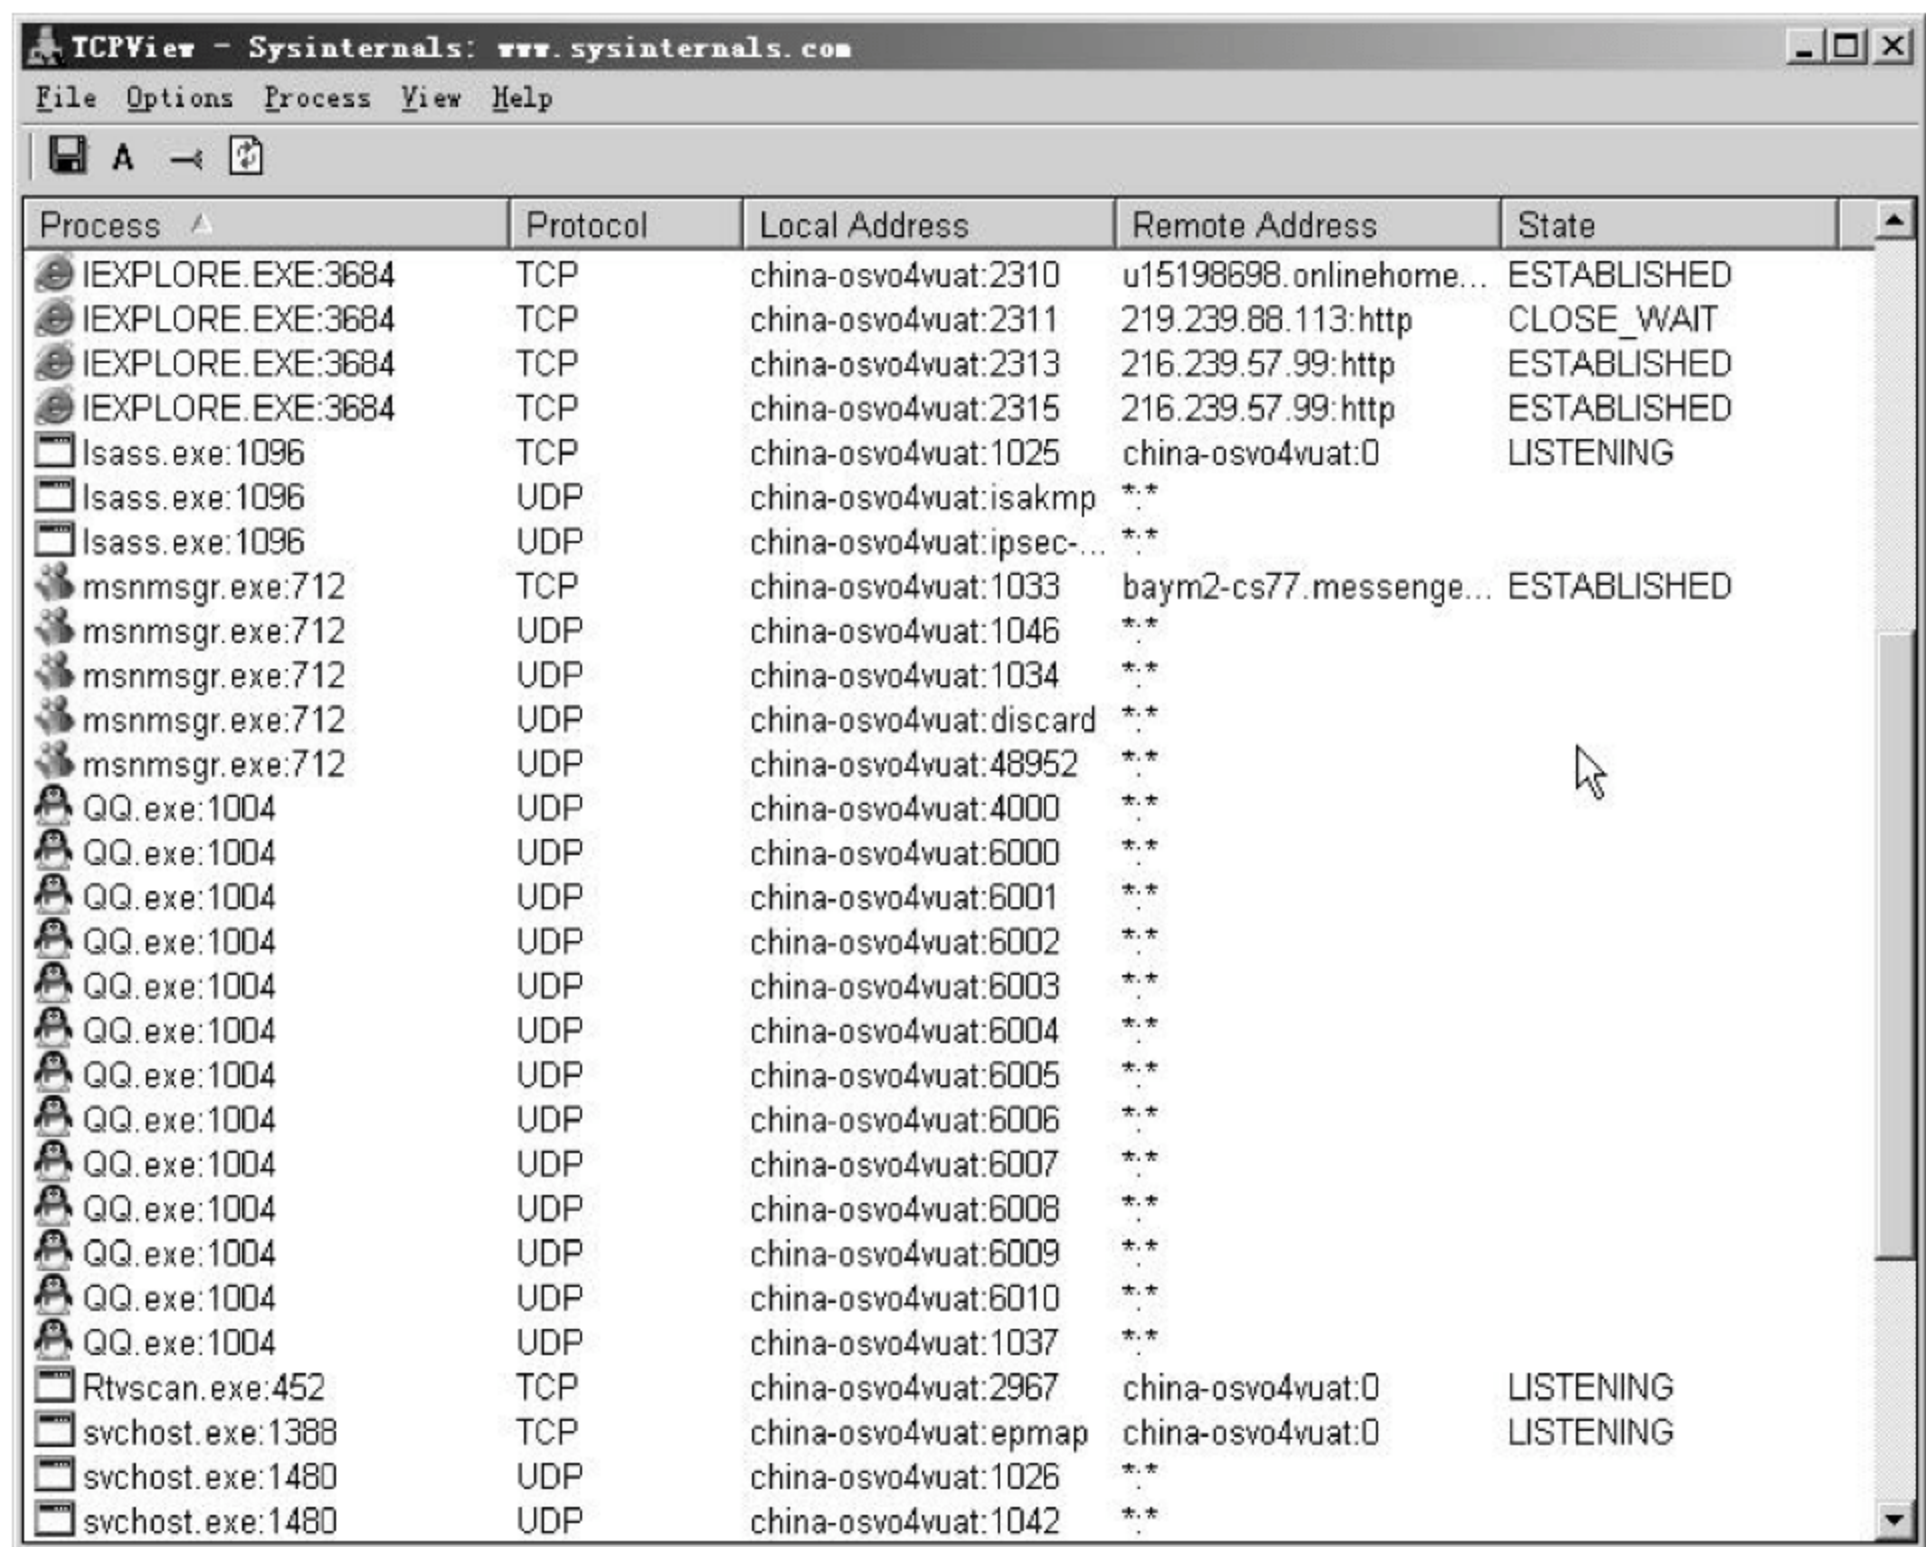 TCPView - Sysinternals: www.sysinternals.com
File Options Process View Help
A
Process Protocol Local Address Remote Address State
IEXPLORE.EXE:3684 TCP china-osvo4vuat:2310 u15198698.onlinehome... ESTABLISHED
IEXPLORE.EXE:3684 TCP china-osvo4vuat:2311 219.239.88.113:http CLOSE_WAIT
IEXPLORE.EXE:3684 TCP china-osvo4vuat:2313 216.239.57.99:http ESTABLISHED
IEXPLORE.EXE:3684 TCP china-osvo4vuat:2315 216.239.57.99:http ESTABLISHED
lsass.exe:1096 TCP china-osvo4vuat:1025 china-osvo4vuat:0 LISTENING
lsass.exe:1096 UDP china-osvo4vuat:isakmp *:*
lsass.exe:1096 UDP china-osvo4vuat:ipsec-... *:*
msnmsgr.exe:712 TCP china-osvo4vuat:1033 baym2-cs77.messenge... ESTABLISHED
msnmsgr.exe:712 UDP china-osvo4vuat:1046 *:*
msnmsgr.exe:712 UDP china-osvo4vuat:1034 *:*
msnmsgr.exe:712 UDP china-osvo4vuat:discard *:*
msnmsgr.exe:712 UDP china-osvo4vuat:48952 *:*
QQ.exe:1004 UDP china-osvo4vuat:4000 *:*
QQ.exe:1004 UDP china-osvo4vuat:6000 *:*
QQ.exe:1004 UDP china-osvo4vuat:6001 *:*
QQ.exe:1004 UDP china-osvo4vuat:6002 *:*
QQ.exe:1004 UDP china-osvo4vuat:6003 *:*
QQ.exe:1004 UDP china-osvo4vuat:6004 *:*
QQ.exe:1004 UDP china-osvo4vuat:6005 *:*
QQ.exe:1004 UDP china-osvo4vuat:6006 *:*
QQ.exe:1004 UDP china-osvo4vuat:6007 *:*
QQ.exe:1004 UDP china-osvo4vuat:6008 *:*
QQ.exe:1004 UDP china-osvo4vuat:6009 *:*
QQ.exe:1004 UDP china-osvo4vuat:6010 *:*
QQ.exe:1004 UDP china-osvo4vuat:1037 *:*
Rtvscan.exe:452 TCP china-osvo4vuat:2967 china-osvo4vuat:0 LISTENING
svchost.exe:1388 TCP china-osvo4vuat:epmap china-osvo4vuat:0 LISTENING
svchost.exe:1480 UDP china-osvo4vuat:1026 *:*
svchost.exe:1480 UDP china-osvo4vuat:1042 *:*